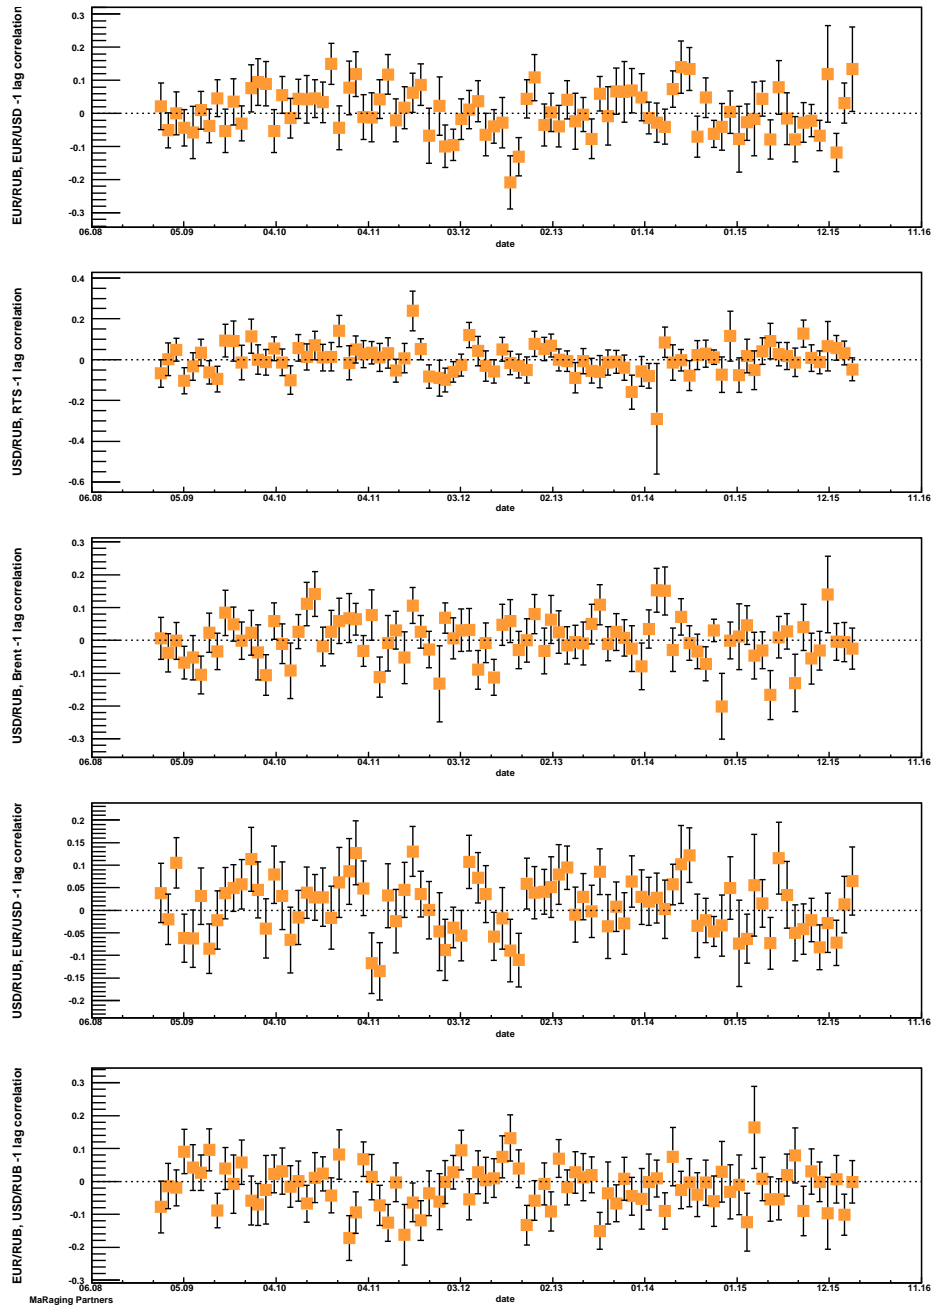 EUR/RUB, EUR/USD -1 lag correlation
0.3
0.2
0.1
0
-0.1
-0.2
-0.3
06.08 05.09 04.10 04.11 03.12 02.13 01.14 01.15 12.15 11.16
date
USD/RUB, RTS -1 lag correlation
0.4
0.2
0
-0.2
-0.4
-0.6
06.08 05.09 04.10 04.11 03.12 02.13 01.14 01.15 12.15 11.16
date
USD/RUB, Brent -1 lag correlation
0.3
0.2
0.1
0
-0.1
-0.2
-0.3
06.08 05.09 04.10 04.11 03.12 02.13 01.14 01.15 12.15 11.16
date
USD/RUB, EUR/USD -1 lag correlation
0.2
0.15
0.1
0.05
0
-0.05
-0.1
-0.15
-0.2
06.08 05.09 04.10 04.11 03.12 02.13 01.14 01.15 12.15 11.16
date
EUR/RUB, USD/RUB -1 lag correlation
0.3
0.2
0.1
0
-0.1
-0.2
-0.3
06.08 05.09 04.10 04.11 03.12 02.13 01.14 01.15 12.15 11.16
date
MaRaging Partners